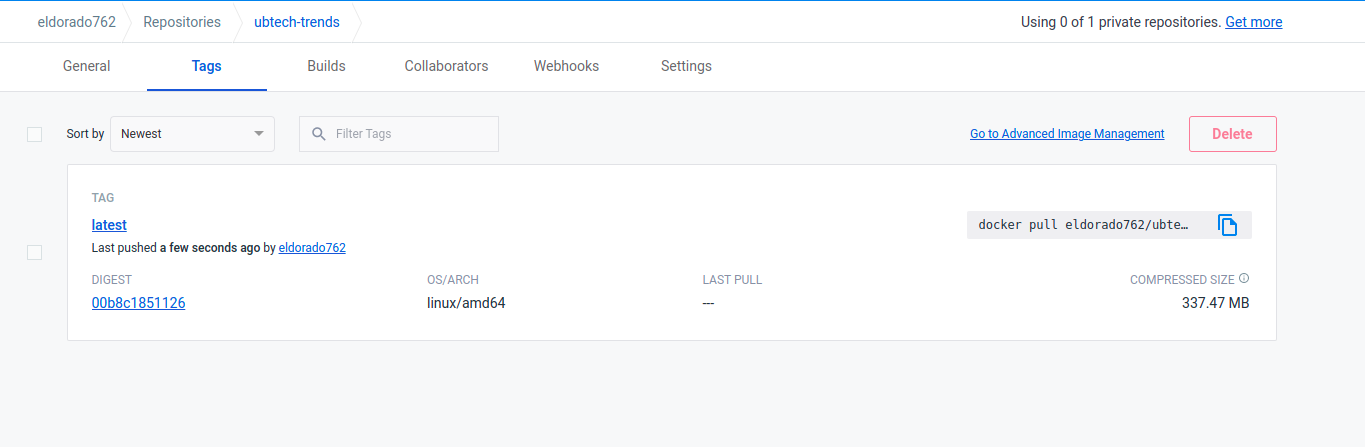 eldorado762 Repositories ubtech-trends Using 0 of 1 private repositories. Get more
General Tags Builds Collaborators Webhooks Settings
Sort by Newest Filter Tags Go to Advanced Image Management Delete
TAG
latest docker pull eldorado762/ubte…
Last pushed a few seconds ago by eldorado762
DIGEST OS/ARCH LAST PULL COMPRESSED SIZE
00b8c1851126 linux/amd64 --- 337.47 MB